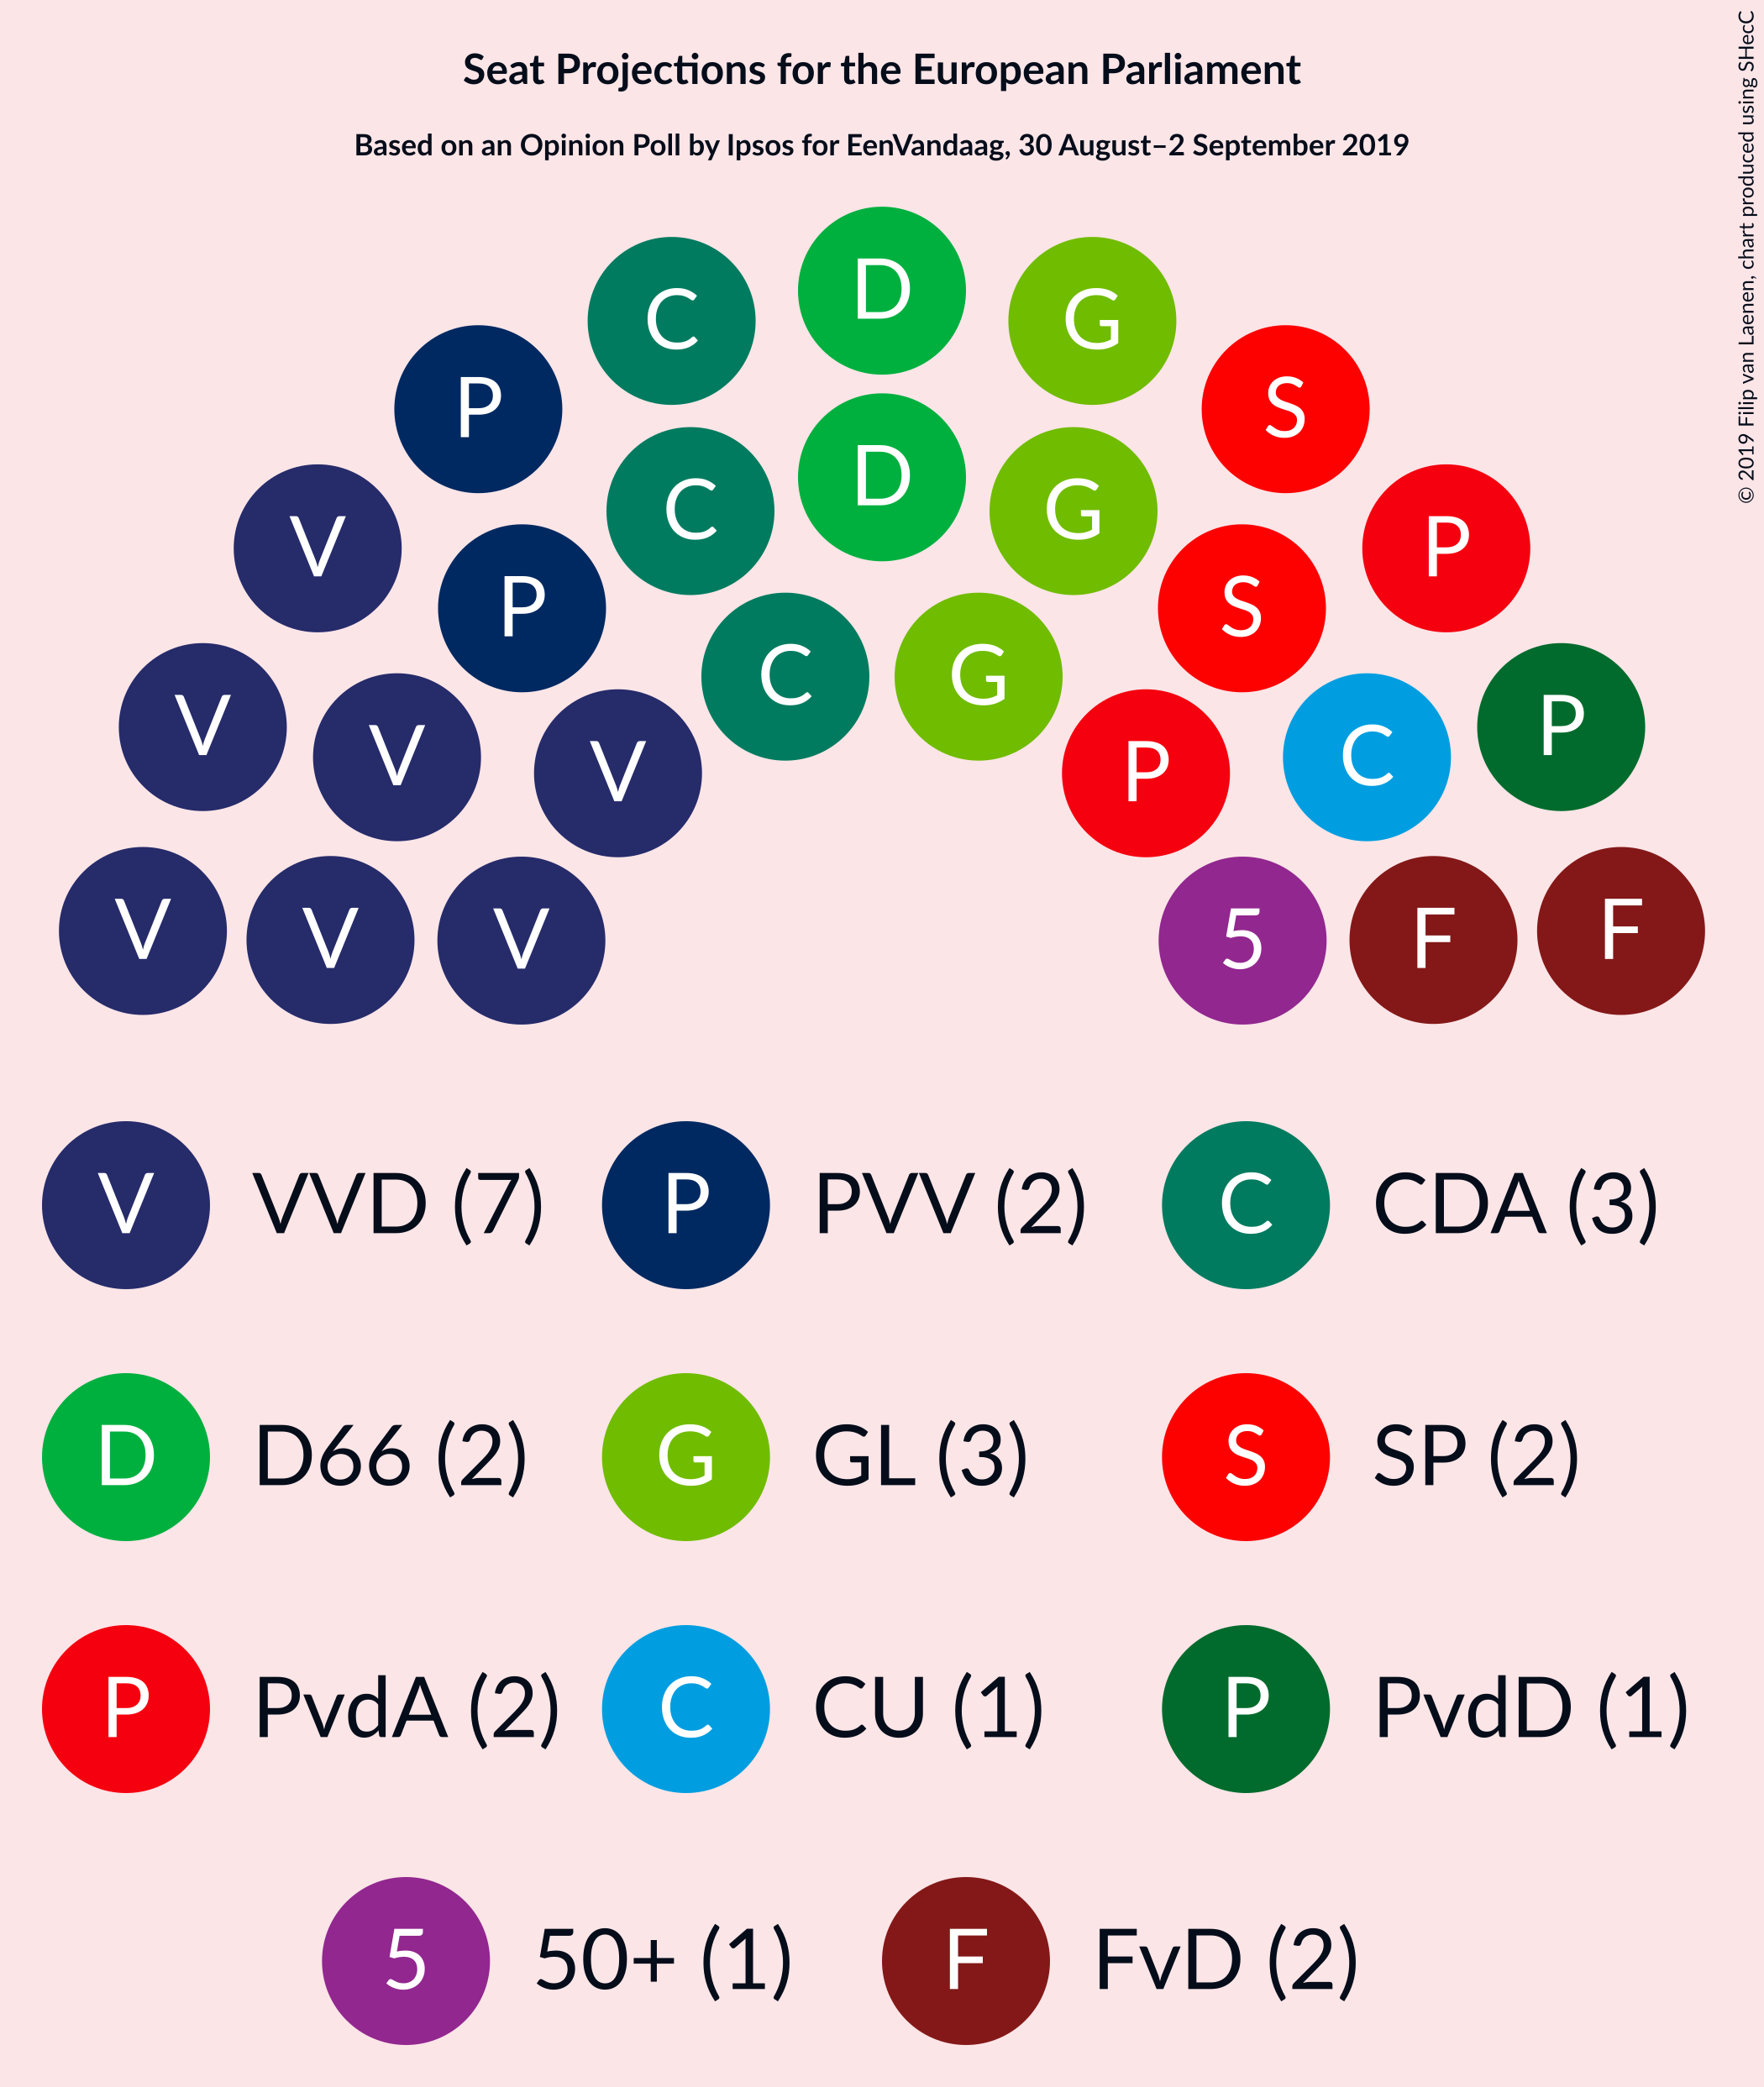 Seat Projections for the European Parliament
Based on an Opinion Poll by Ipsos for EenVandaag, 30 August–2 September 2019
© 2019 Filip van Laenen, chart produced using SHecC
D
C G
P S
D
C G
V P
P S
C G
V P
V C
V P
V V
5 F
V F
V VVD (7) P PVV (2) C CDA (3)
D D66 (2) G GL (3) S SP (2)
P PvdA (2) C CU (1) P PvdD (1)
5 50+ (1) F FvD (2)